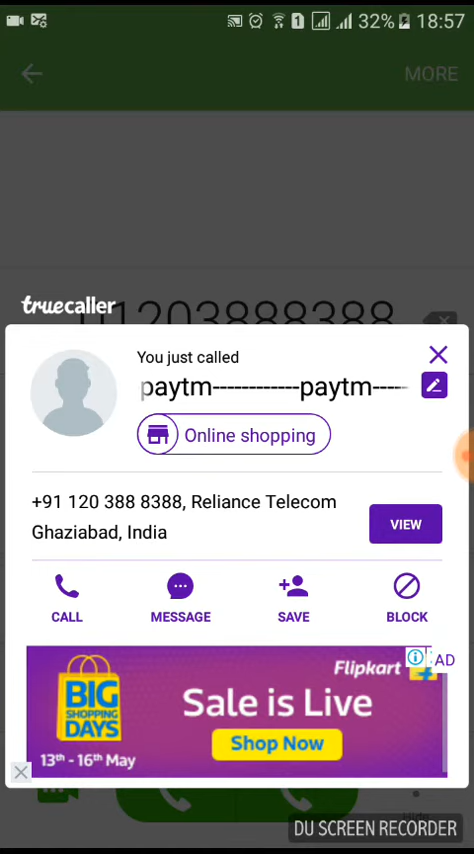 32% 18:57
MORE
01203888388
truecaller
You just called
paytm------------paytm-----
Online shopping
+91 120 388 8388, Reliance Telecom
Ghaziabad, India
VIEW
CALL
MESSAGE
SAVE
BLOCK
AD
Flipkart
BIG
SHOPPING
DAYS
Sale is Live
Shop Now
13th - 16th May
Hide
DU SCREEN RECORDER